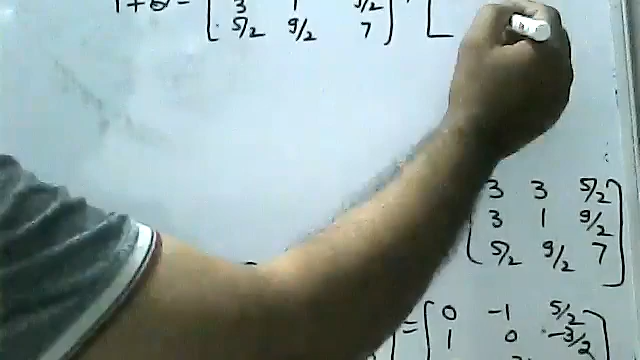 P+Q = [ 3 1 9/2 ] + [
5/2 9/2 7
3 3 5/2
3 1 9/2
5/2 9/2 7
= 0 -1 5/2
1 0 -3/2